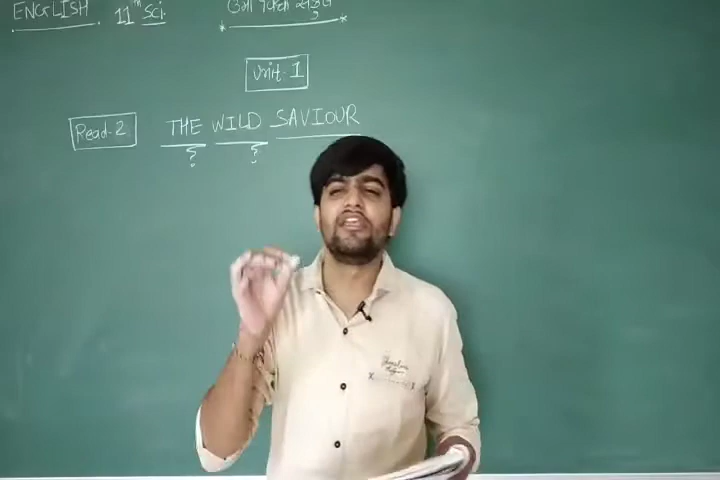 ENGLISH 11th Sci.
Unit-1
Read-2 THE WILD SAVIOUR
? ?